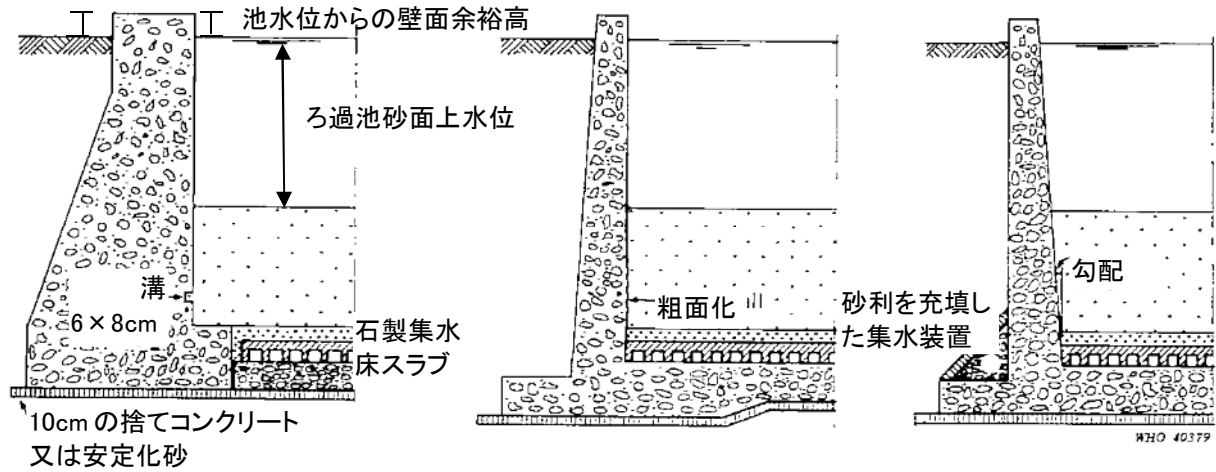 池水位からの壁面余裕高
ろ過池砂面上水位
溝
6×8cm
石製集水
床スラブ
10cmの捨てコンクリート
又は安定化砂
粗面化
砂利を充填し
た集水装置
勾配
WHO 40379